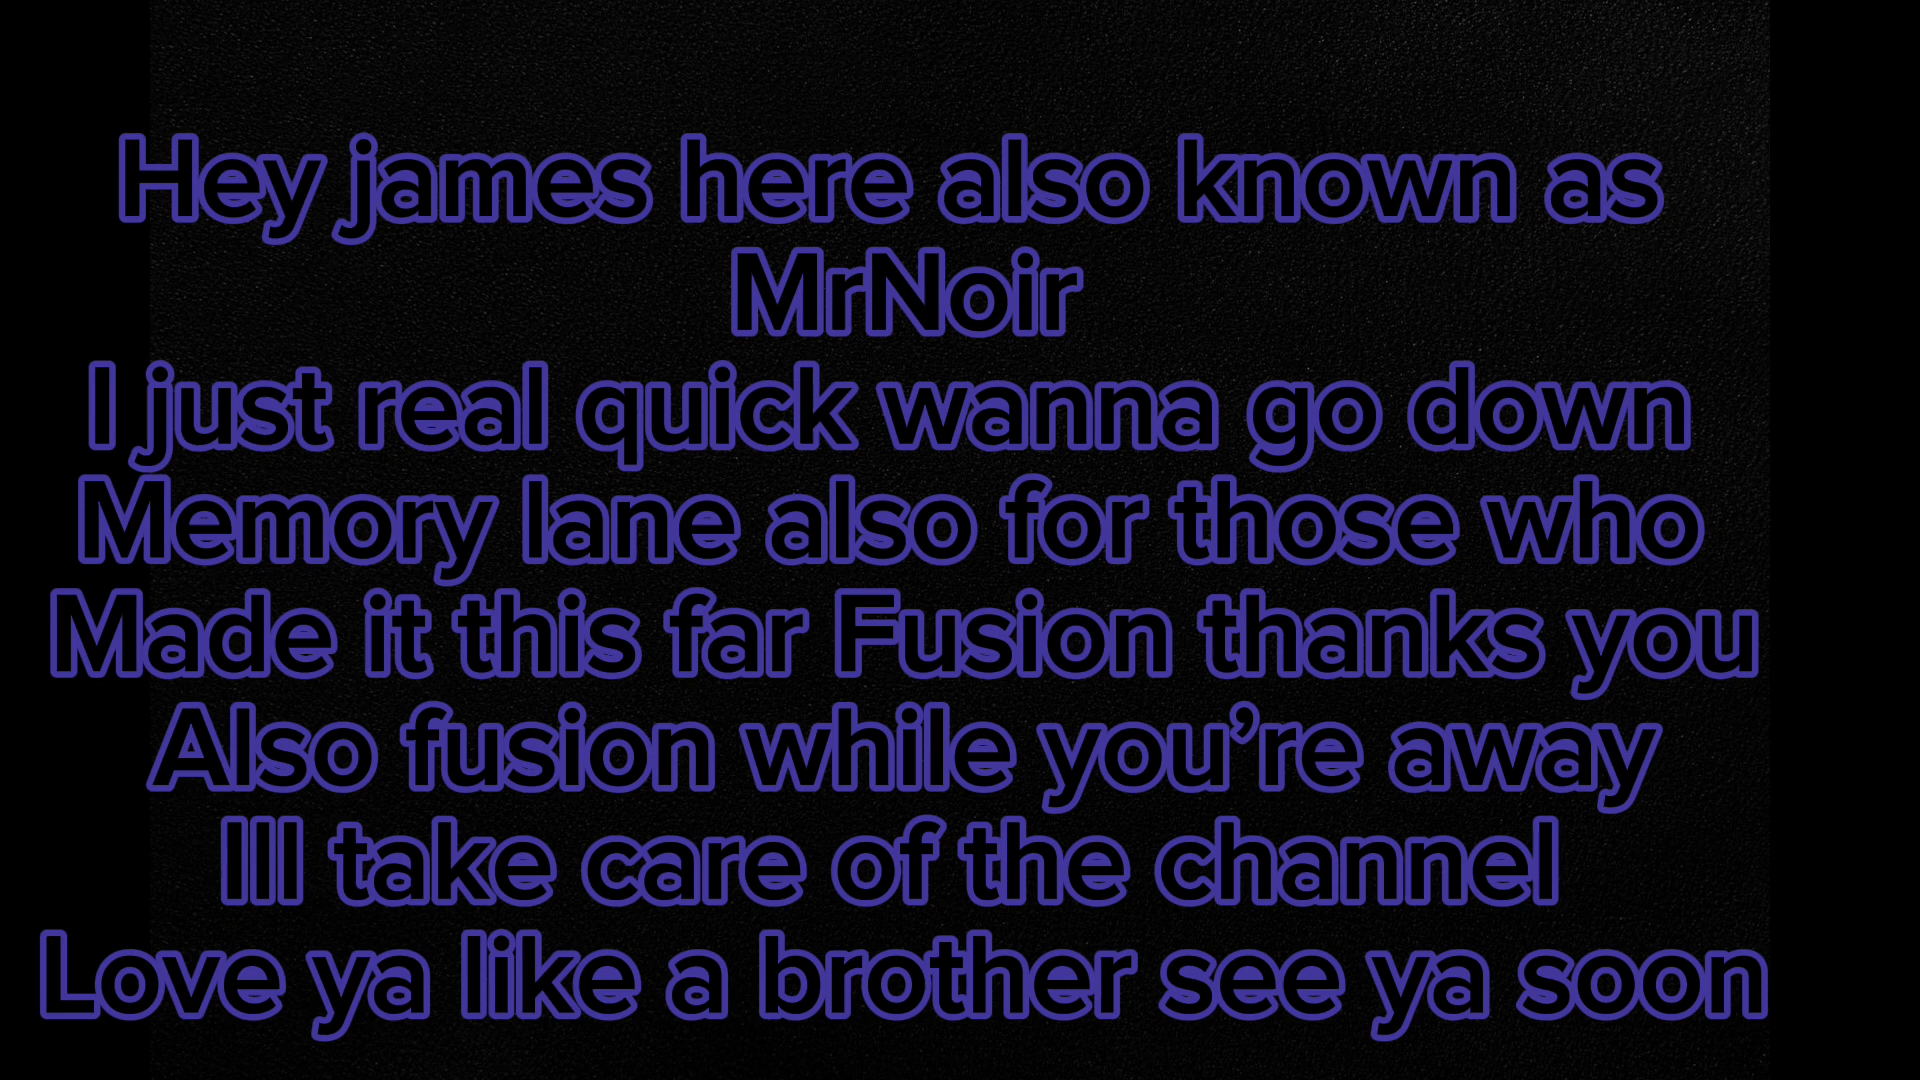 Hey james here also known as
MrNoir
I just real quick wanna go down
Memory lane also for those who
Made it this far Fusion thanks you
Also fusion while you’re away
Ill take care of the channel
Love ya like a brother see ya soon